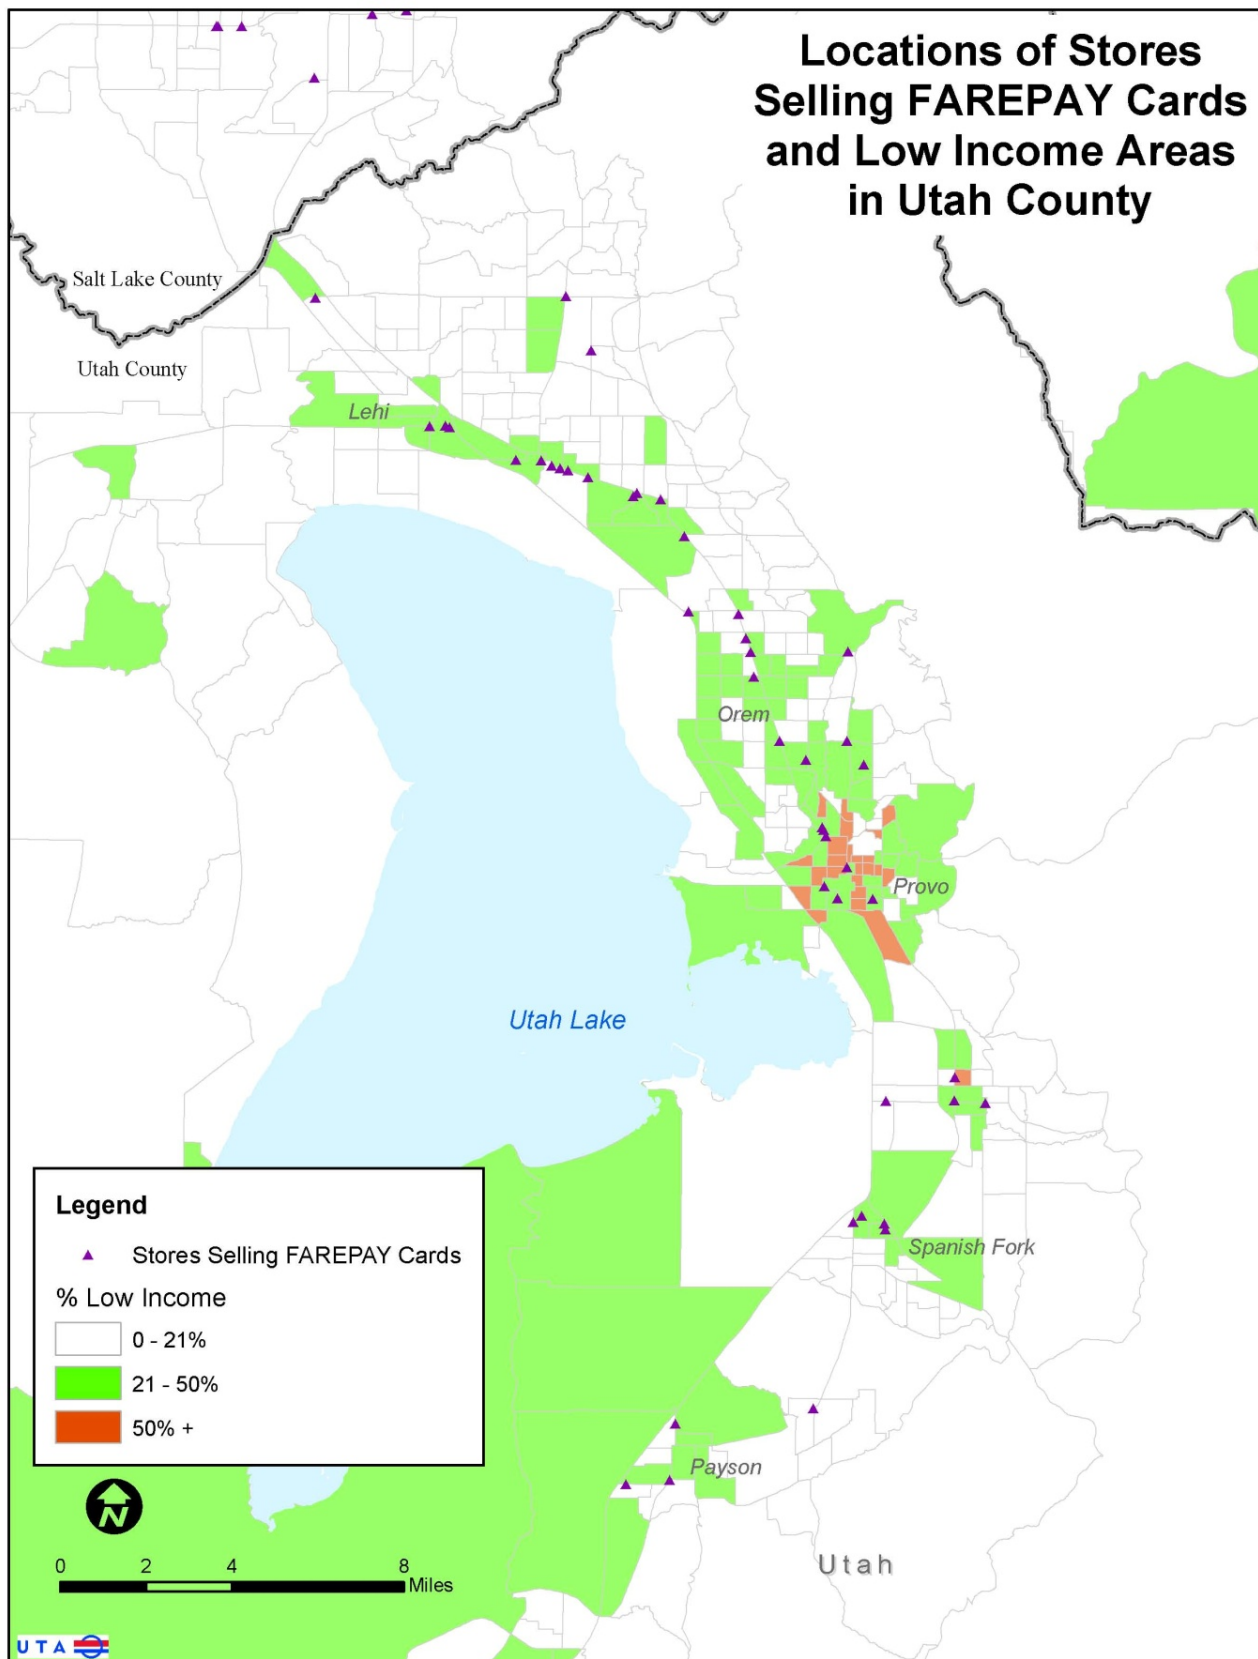 Locations of Stores
Selling FAREPAY Cards
and Low Income Areas
in Utah County
Salt Lake County
Utah County
Lehi
Orem
Provo
Utah Lake
Spanish Fork
Payson
Utah
Legend
Stores Selling FAREPAY Cards
% Low Income
0 - 21%
21 - 50%
50% +
N
0 2 4 8
Miles
UTA